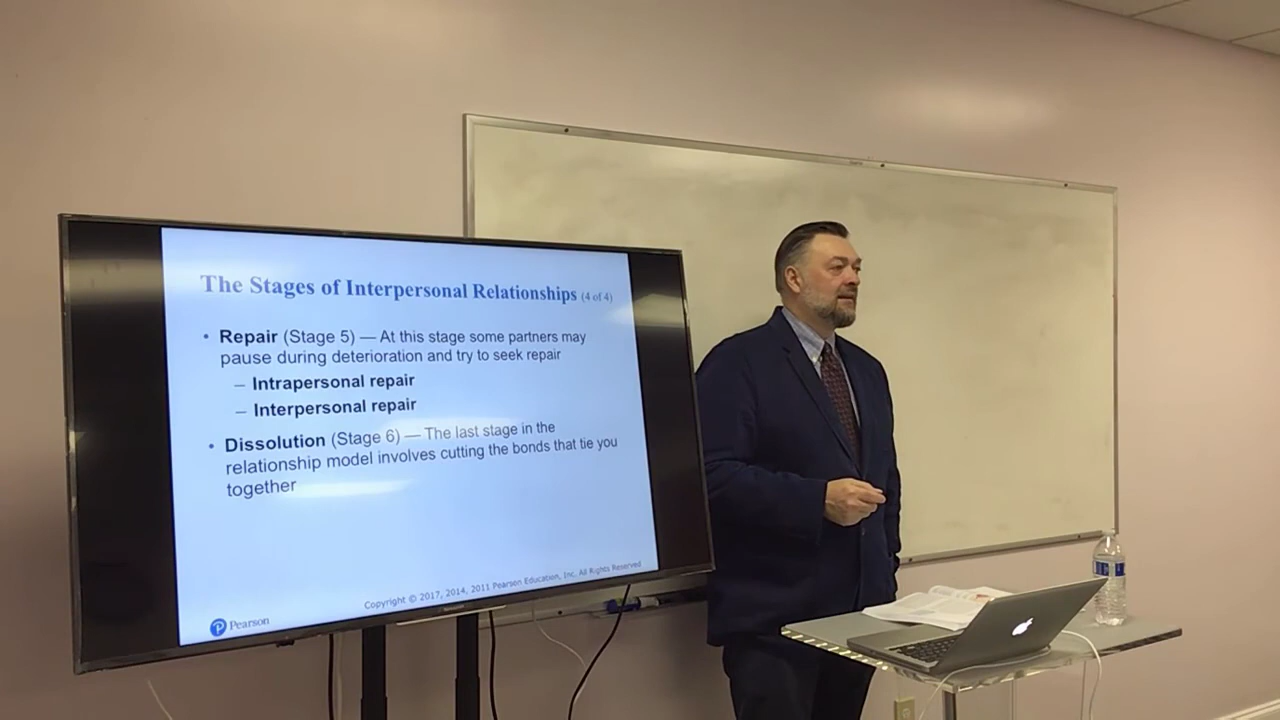 The Stages of Interpersonal Relationships (4 of 4)
• Repair (Stage 5) — At this stage some partners may
pause during deterioration and try to seek repair
– Intrapersonal repair
– Interpersonal repair
• Dissolution (Stage 6) — The last stage in the
relationship model involves cutting the bonds that tie you
together
Copyright © 2017, 2014, 2011 Pearson Education, Inc. All Rights Reserved
Pearson